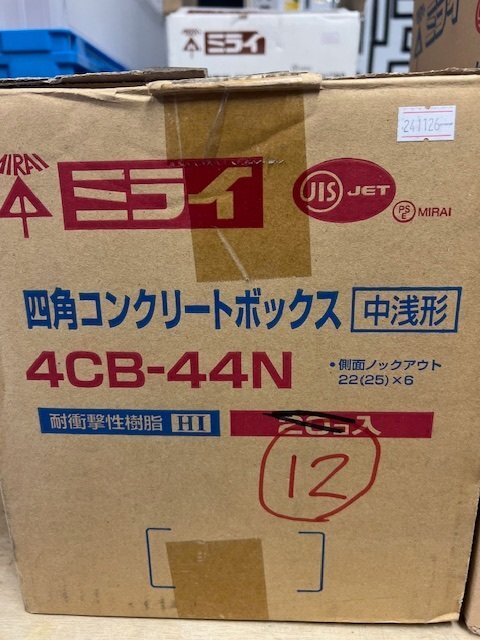 ミライ
241126
MIRAI
ミライ
JIS JET
PS E MIRAI
四角コンクリートボックス 中浅形
4CB-44N
・側面ノックアウト
22(25)×6
耐衝撃性樹脂 HI
20コ入
12